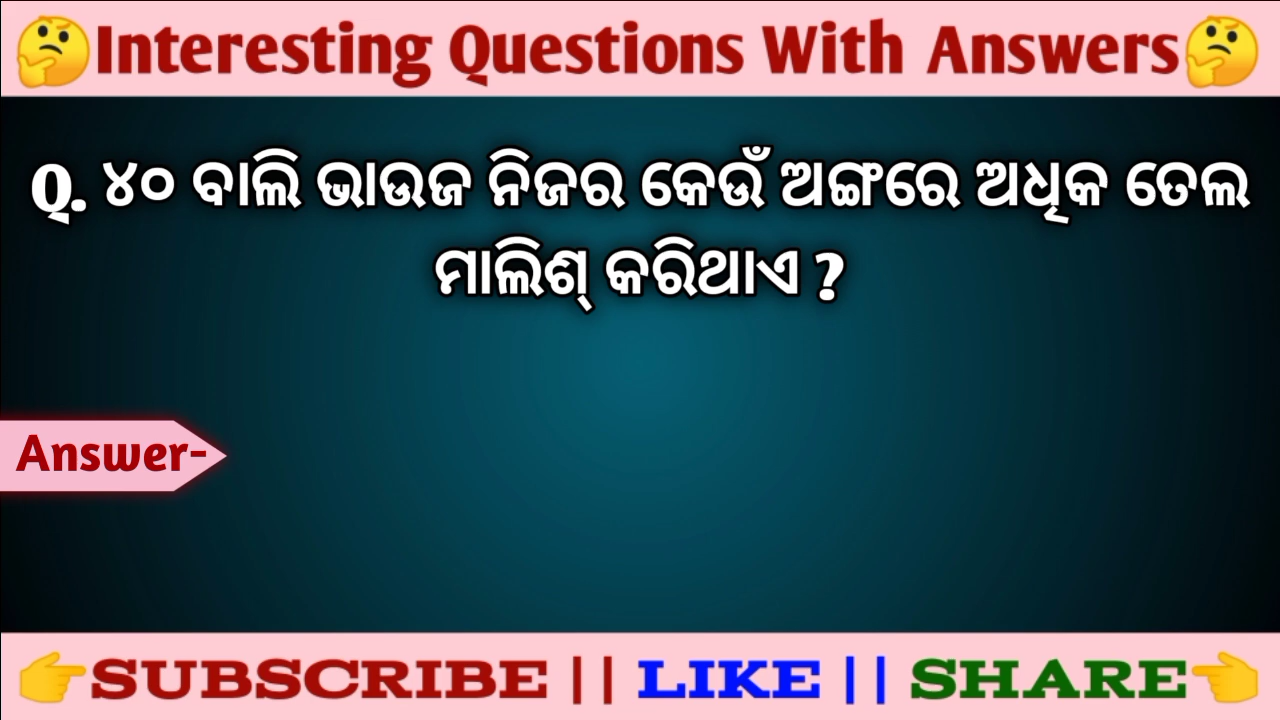 🤔Interesting Questions With Answers🤔
Q. ୪୦ ବାଲି ଭାଉଜ ନିଜର କେଉଁ ଅଙ୍ଗରେ ଅଧିକ ତେଲ
ମାଲିଶ୍ କରିଥାଏ ?
Answer-
👉SUBSCRIBE || LIKE || SHARE👈